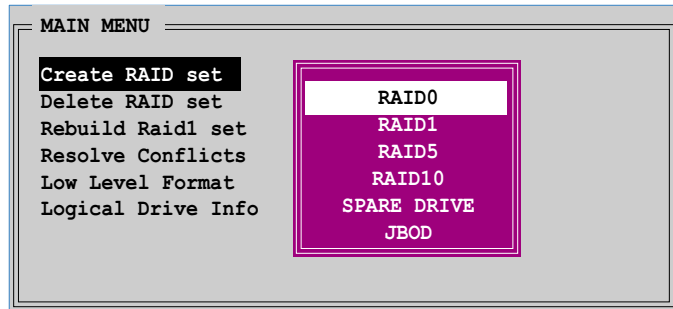 MAIN MENU
Create RAID set
Delete RAID set
Rebuild Raid1 set
Resolve Conflicts
Low Level Format
Logical Drive Info
RAID0
RAID1
RAID5
RAID10
SPARE DRIVE
JBOD